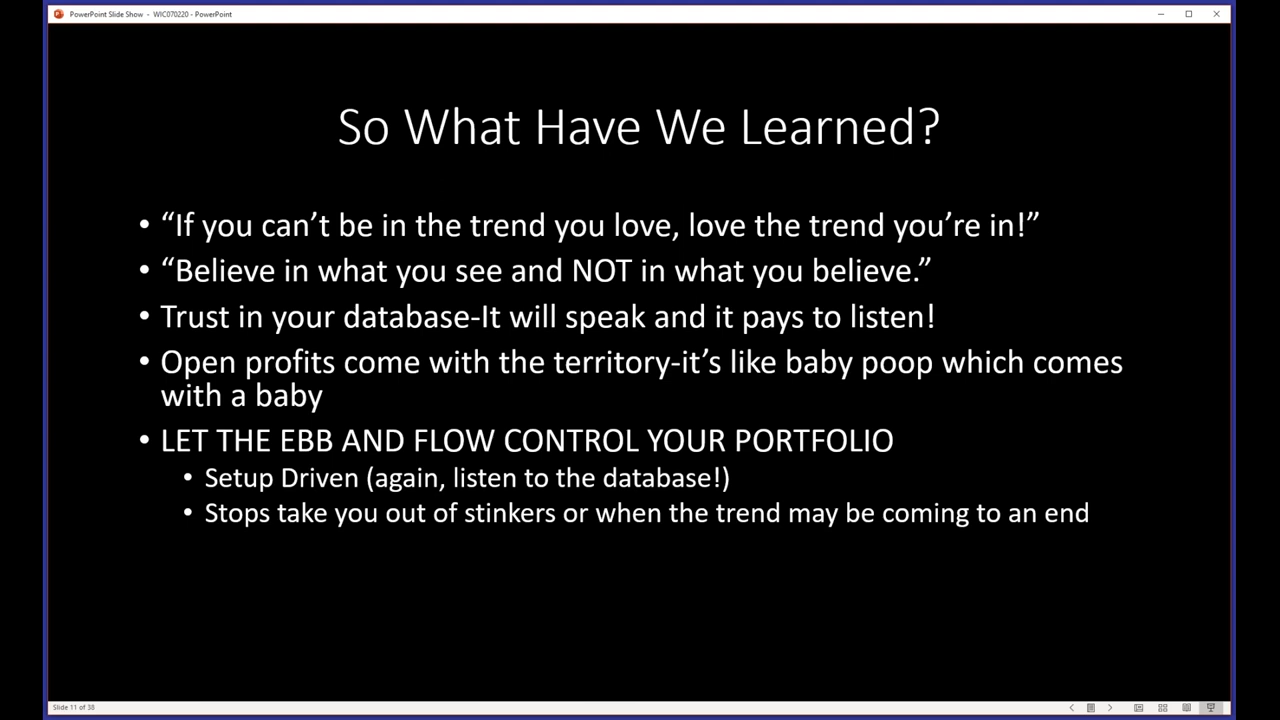 PowerPoint Slide Show - WIC070220 - PowerPoint
So What Have We Learned?
• “If you can’t be in the trend you love, love the trend you’re in!”
• “Believe in what you see and NOT in what you believe.”
• Trust in your database-It will speak and it pays to listen!
• Open profits come with the territory-it’s like baby poop which comes
with a baby
• LET THE EBB AND FLOW CONTROL YOUR PORTFOLIO
• Setup Driven (again, listen to the database!)
• Stops take you out of stinkers or when the trend may be coming to an end
Slide 11 of 38